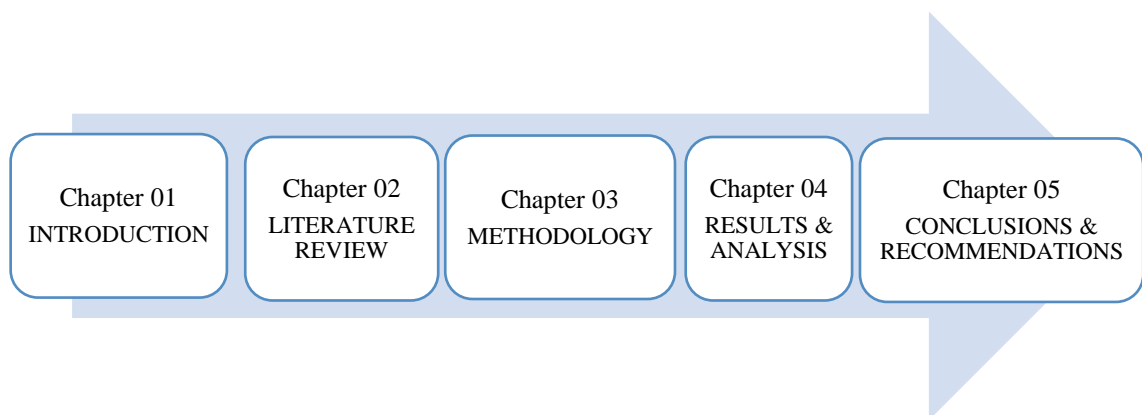 Chapter 01
INTRODUCTION
Chapter 02
LITERATURE
REVIEW
Chapter 03
METHODOLOGY
Chapter 04
RESULTS &
ANALYSIS
Chapter 05
CONCLUSIONS &
RECOMMENDATIONS